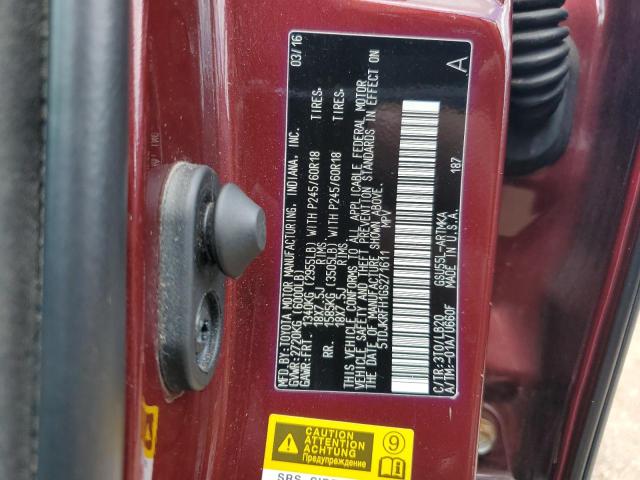 MFD.BY:TOYOTA MOTOR MANUFACTURING, INDIANA, INC. 03/16
GVWR:2720KG (6000LB)
GAWR:FRT. 1340KG (2955LB) WITH P245/60R18 TIRES.
18X7.5J RIMS,
RR. 1585KG (3505LB) WITH P245/60R18 TIRES.
18X7.5J RIMS,
THIS VEHICLE CONFORMS TO ALL APPLICABLE FEDERAL MOTOR
VEHICLE SAFETY AND THEFT PREVENTION STANDARDS IN EFFECT ON
THE DATE OF MANUFACTURE SHOWN ABOVE.
5TDJKRFH1GS271611 MPV
C/TR:3T0/LB20 GSU55L-ARTMKA
A/TM:-01A/U660F MADE IN U.S.A. 187
A
CAUTION
ATTENTION
ACHTUNG
Предупреждение
9